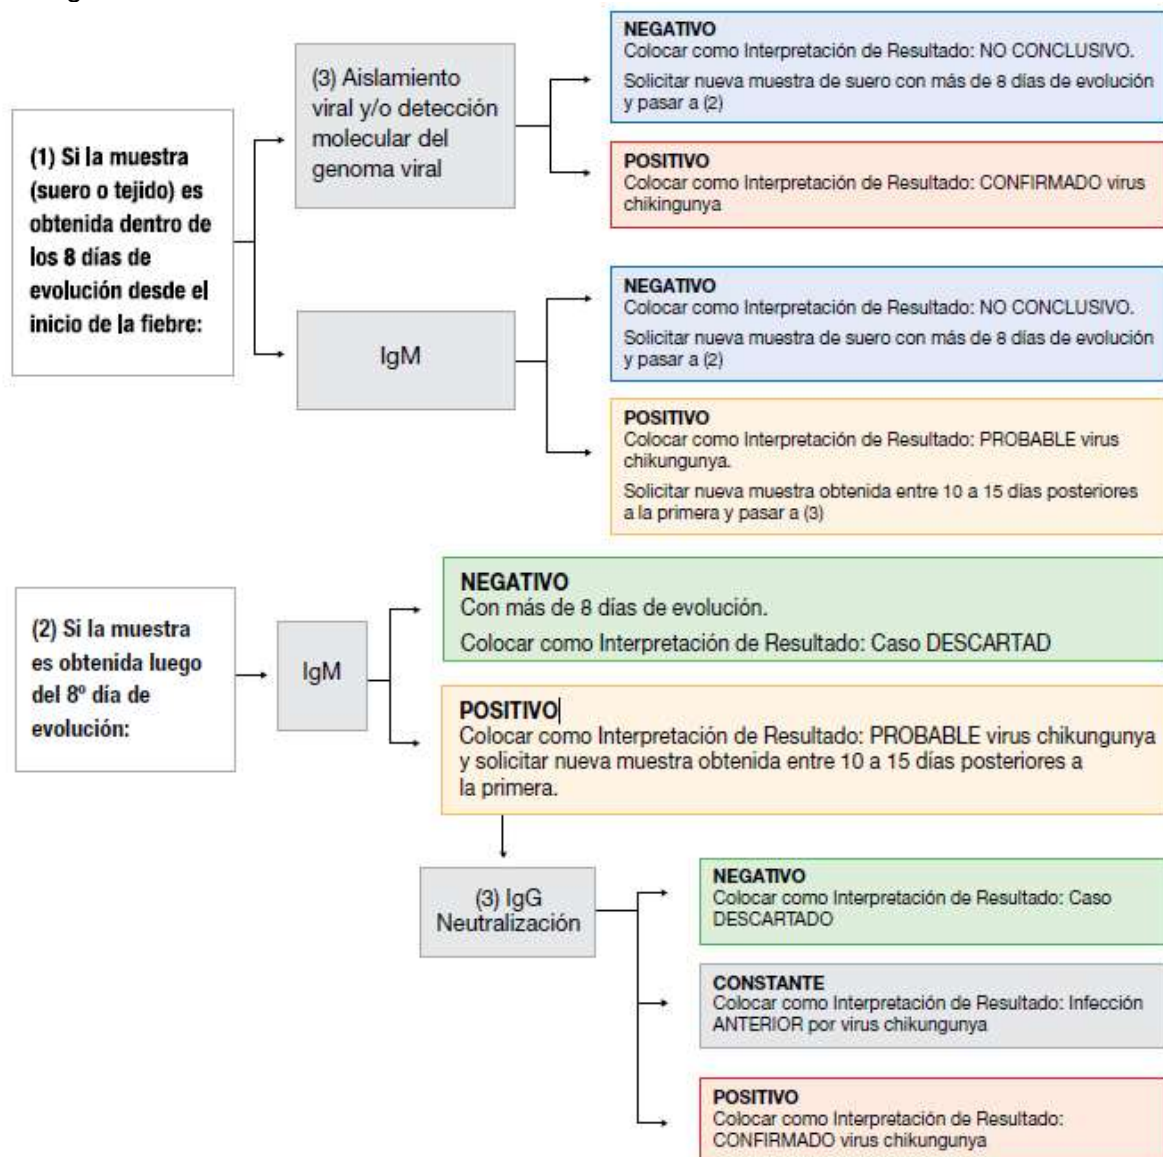 (1) Si la muestra
(suero o tejido) es
obtenida dentro de
los 8 días de
evolución desde el
inicio de la fiebre:
(3) Aislamiento
viral y/o detección
molecular del
genoma viral
NEGATIVO
Colocar como Interpretación de Resultado: NO CONCLUSIVO.
Solicitar nueva muestra de suero con más de 8 días de evolución
y pasar a (2)
POSITIVO
Colocar como Interpretación de Resultado: CONFIRMADO virus
chikingunya
IgM
NEGATIVO
Colocar como Interpretación de Resultado: NO CONCLUSIVO.
Solicitar nueva muestra de suero con más de 8 días de evolución
y pasar a (2)
POSITIVO
Colocar como Interpretación de Resultado: PROBABLE virus
chikungunya.
Solicitar nueva muestra obtenida entre 10 a 15 días posteriores
a la primera y pasar a (3)
(2) Si la muestra
es obtenida luego
del 8º día de
evolución:
IgM
NEGATIVO
Con más de 8 días de evolución.
Colocar como Interpretación de Resultado: Caso DESCARTAD
POSITIVO
Colocar como Interpretación de Resultado: PROBABLE virus chikungunya
y solicitar nueva muestra obtenida entre 10 a 15 días posteriores a
la primera.
(3) IgG
Neutralización
NEGATIVO
Colocar como Interpretación de Resultado: Caso
DESCARTADO
CONSTANTE
Colocar como Interpretación de Resultado: Infección
ANTERIOR por virus chikungunya
POSITIVO
Colocar como Interpretación de Resultado:
CONFIRMADO virus chikungunya